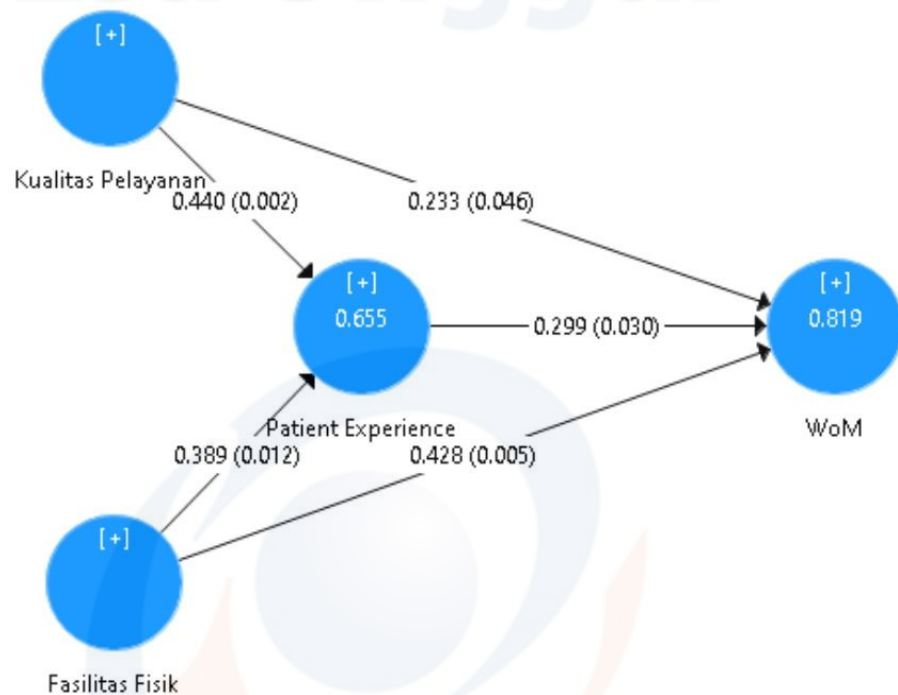 [+]
Kualitas Pelayanan
0.440 (0.002)
0.233 (0.046)
[+]
0.655
Patient Experience
0.299 (0.030)
[+]
0.819
WoM
0.389 (0.012)
0.428 (0.005)
[+]
Fasilitas Fisik